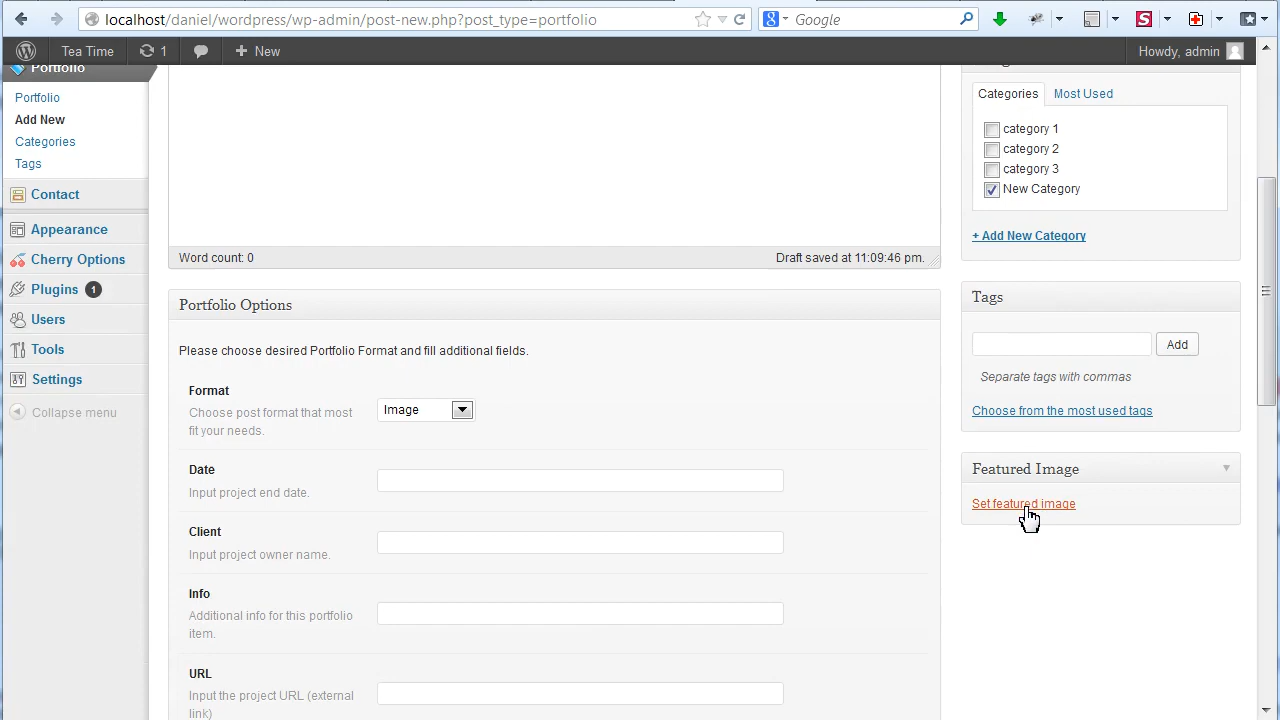 localhost/daniel/wordpress/wp-admin/post-new.php?post_type=portfolio
Google
Tea Time
1
+ New
Howdy, admin
Portfolio
Portfolio
Add New
Categories
Tags
Contact
Appearance
Cherry Options
Plugins 1
Users
Tools
Settings
Collapse menu
Word count: 0
Draft saved at 11:09:46 pm.
Portfolio Options
Please choose desired Portfolio Format and fill additional fields.
Format
Choose post format that most
fit your needs.
Image
Date
Input project end date.
Client
Input project owner name.
Info
Additional info for this portfolio
item.
URL
Input the project URL (external
link)
Categories
Most Used
category 1
category 2
category 3
New Category
+ Add New Category
Tags
Add
Separate tags with commas
Choose from the most used tags
Featured Image
Set featured image